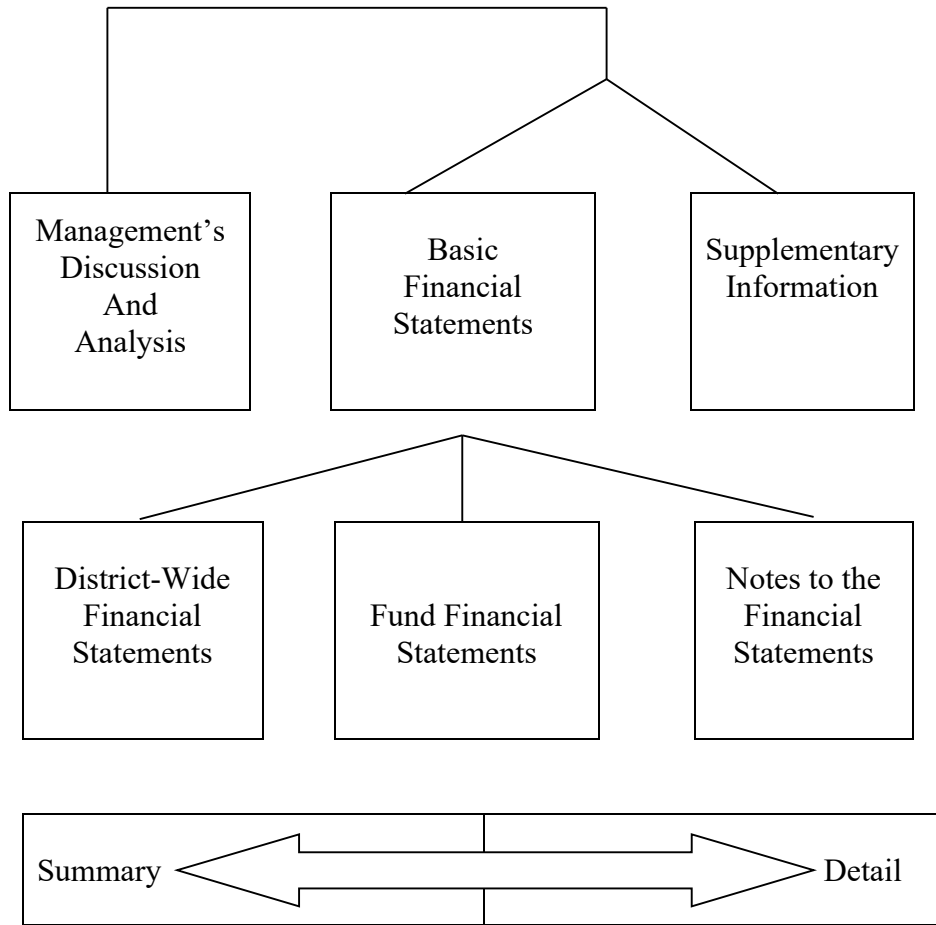 Management’s
Discussion
And
Analysis
Basic
Financial
Statements
Supplementary
Information
District-Wide
Financial
Statements
Fund Financial
Statements
Notes to the
Financial
Statements
Summary
Detail